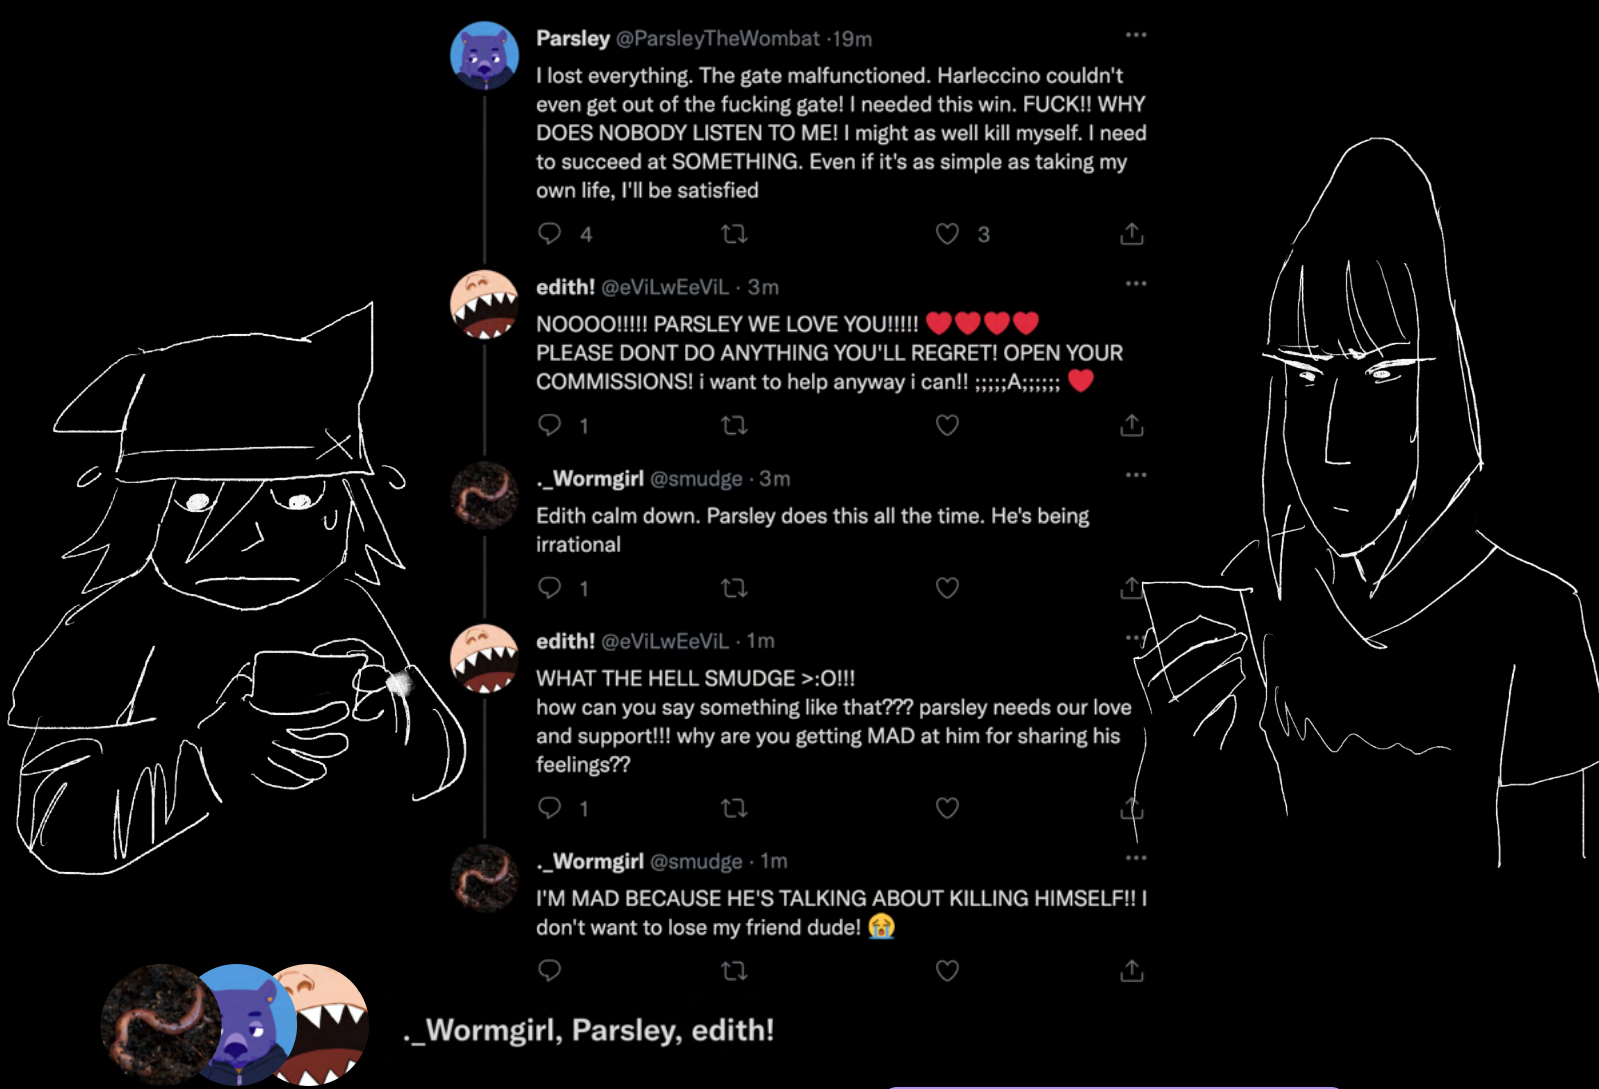 Parsley @ParsleyTheWombat ·19m
I lost everything. The gate malfunctioned. Harleccino couldn't
even get out of the fucking gate! I needed this win. FUCK!! WHY
DOES NOBODY LISTEN TO ME! I might as well kill myself. I need
to succeed at SOMETHING. Even if it's as simple as taking my
own life, I'll be satisfied
4 3
edith! @eViLwEeViL · 3m
NOOOO!!!!! PARSLEY WE LOVE YOU!!!!! ❤️❤️❤️❤️
PLEASE DONT DO ANYTHING YOU'LL REGRET! OPEN YOUR
COMMISSIONS! i want to help anyway i can!! ;;;;;A;;;;;; ❤️
1
._Wormgirl @smudge · 3m
Edith calm down. Parsley does this all the time. He's being
irrational
1
edith! @eViLwEeViL · 1m
WHAT THE HELL SMUDGE >:O!!!
how can you say something like that??? parsley needs our love
and support!!! why are you getting MAD at him for sharing his
feelings??
1
._Wormgirl @smudge · 1m
I'M MAD BECAUSE HE'S TALKING ABOUT KILLING HIMSELF!! I
don't want to lose my friend dude! 😭
._Wormgirl, Parsley, edith!